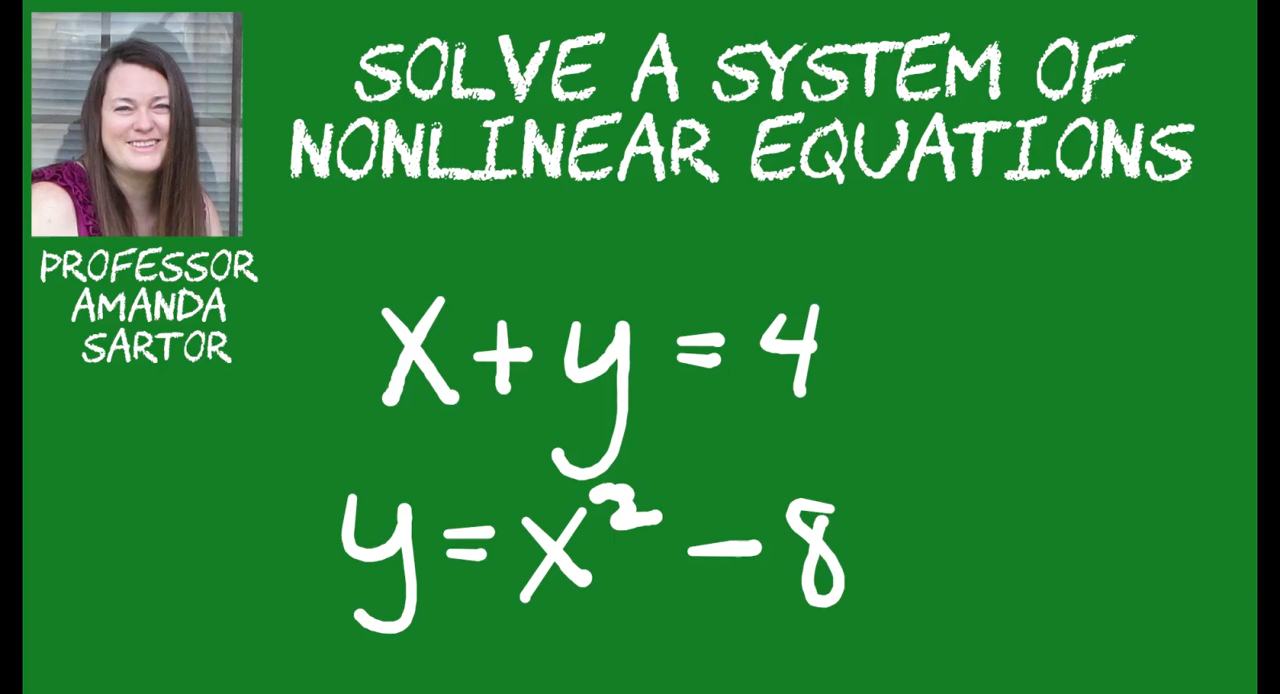 SOLVE A SYSTEM OF
NONLINEAR EQUATIONS
PROFESSOR
AMANDA
SARTOR
x+y=4
y=x²-8